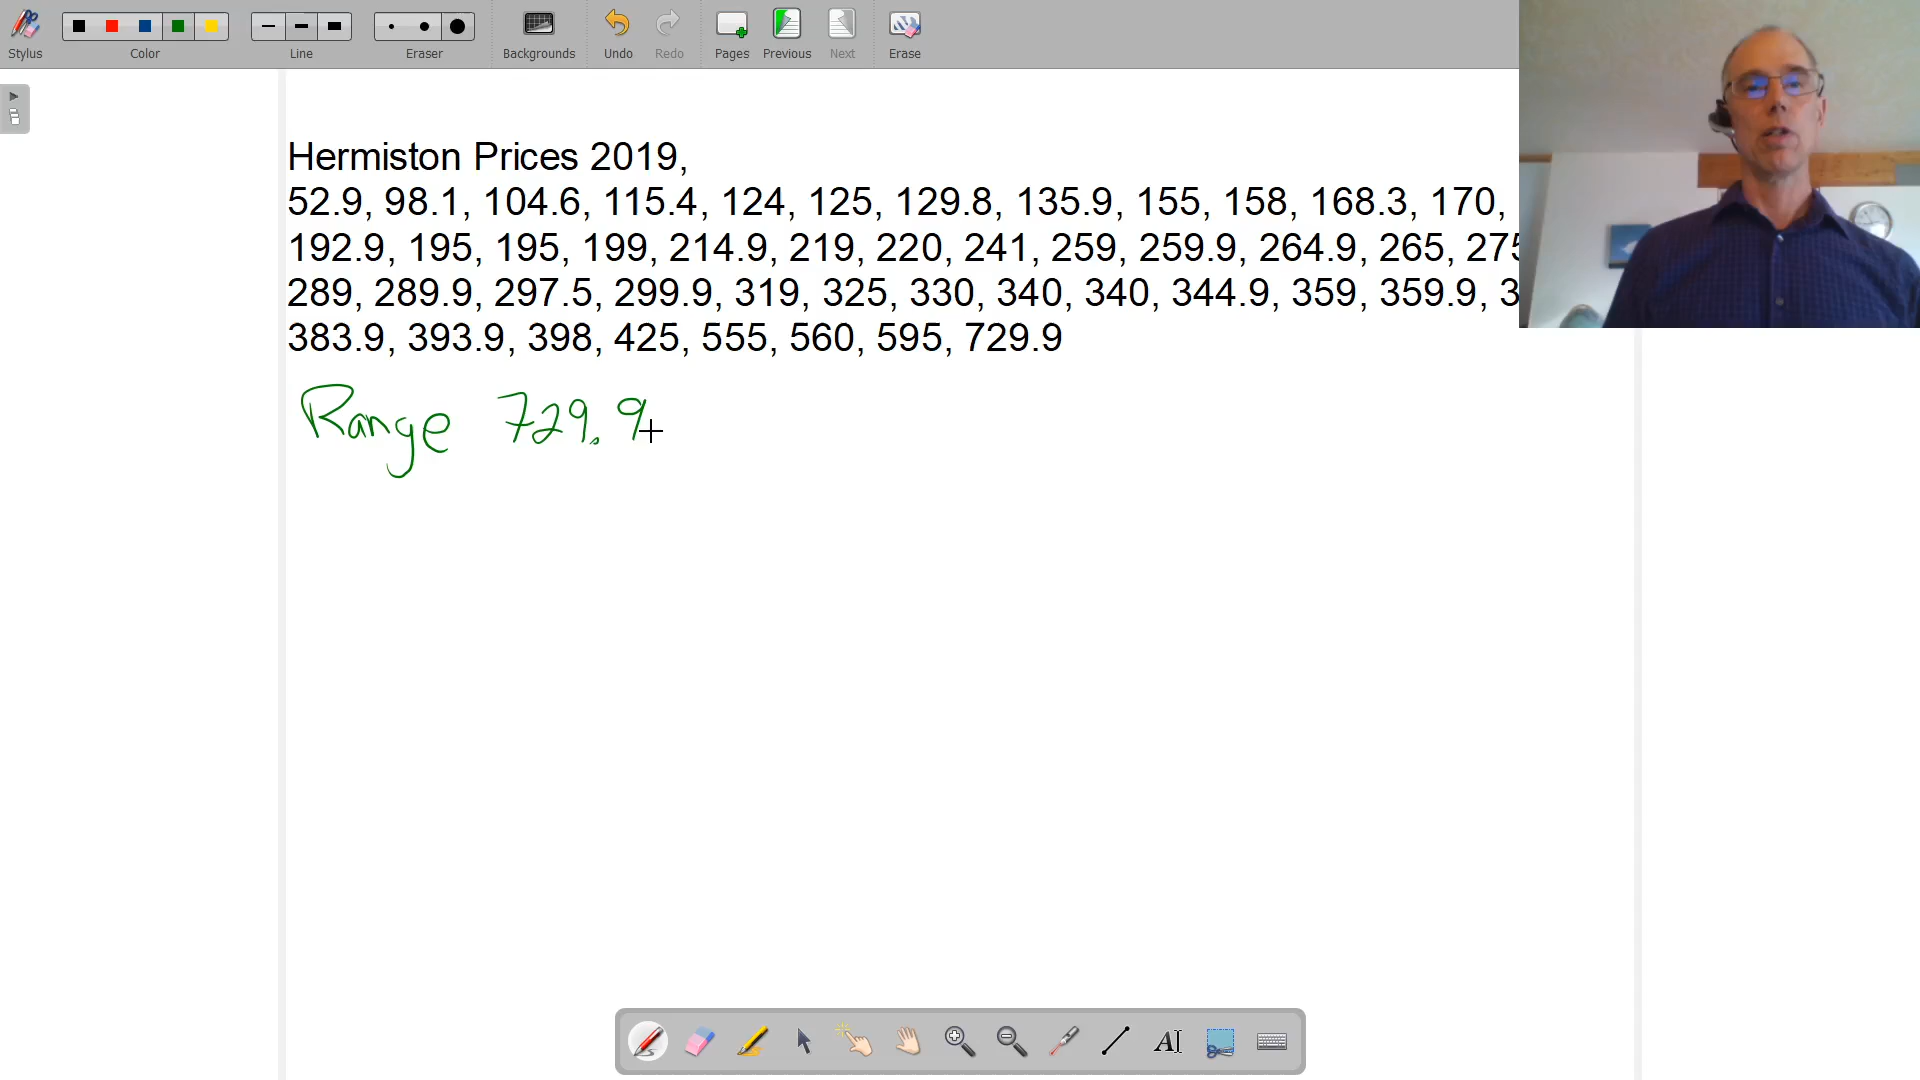 Stylus Color Line Eraser Backgrounds Undo Redo Pages Previous Next Erase
Hermiston Prices 2019,
52.9, 98.1, 104.6, 115.4, 124, 125, 129.8, 135.9, 155, 158, 168.3, 170,
192.9, 195, 195, 199, 214.9, 219, 220, 241, 259, 259.9, 264.9, 265, 275
289, 289.9, 297.5, 299.9, 319, 325, 330, 340, 340, 344.9, 359, 359.9, 3
383.9, 393.9, 398, 425, 555, 560, 595, 729.9
Range 729.9